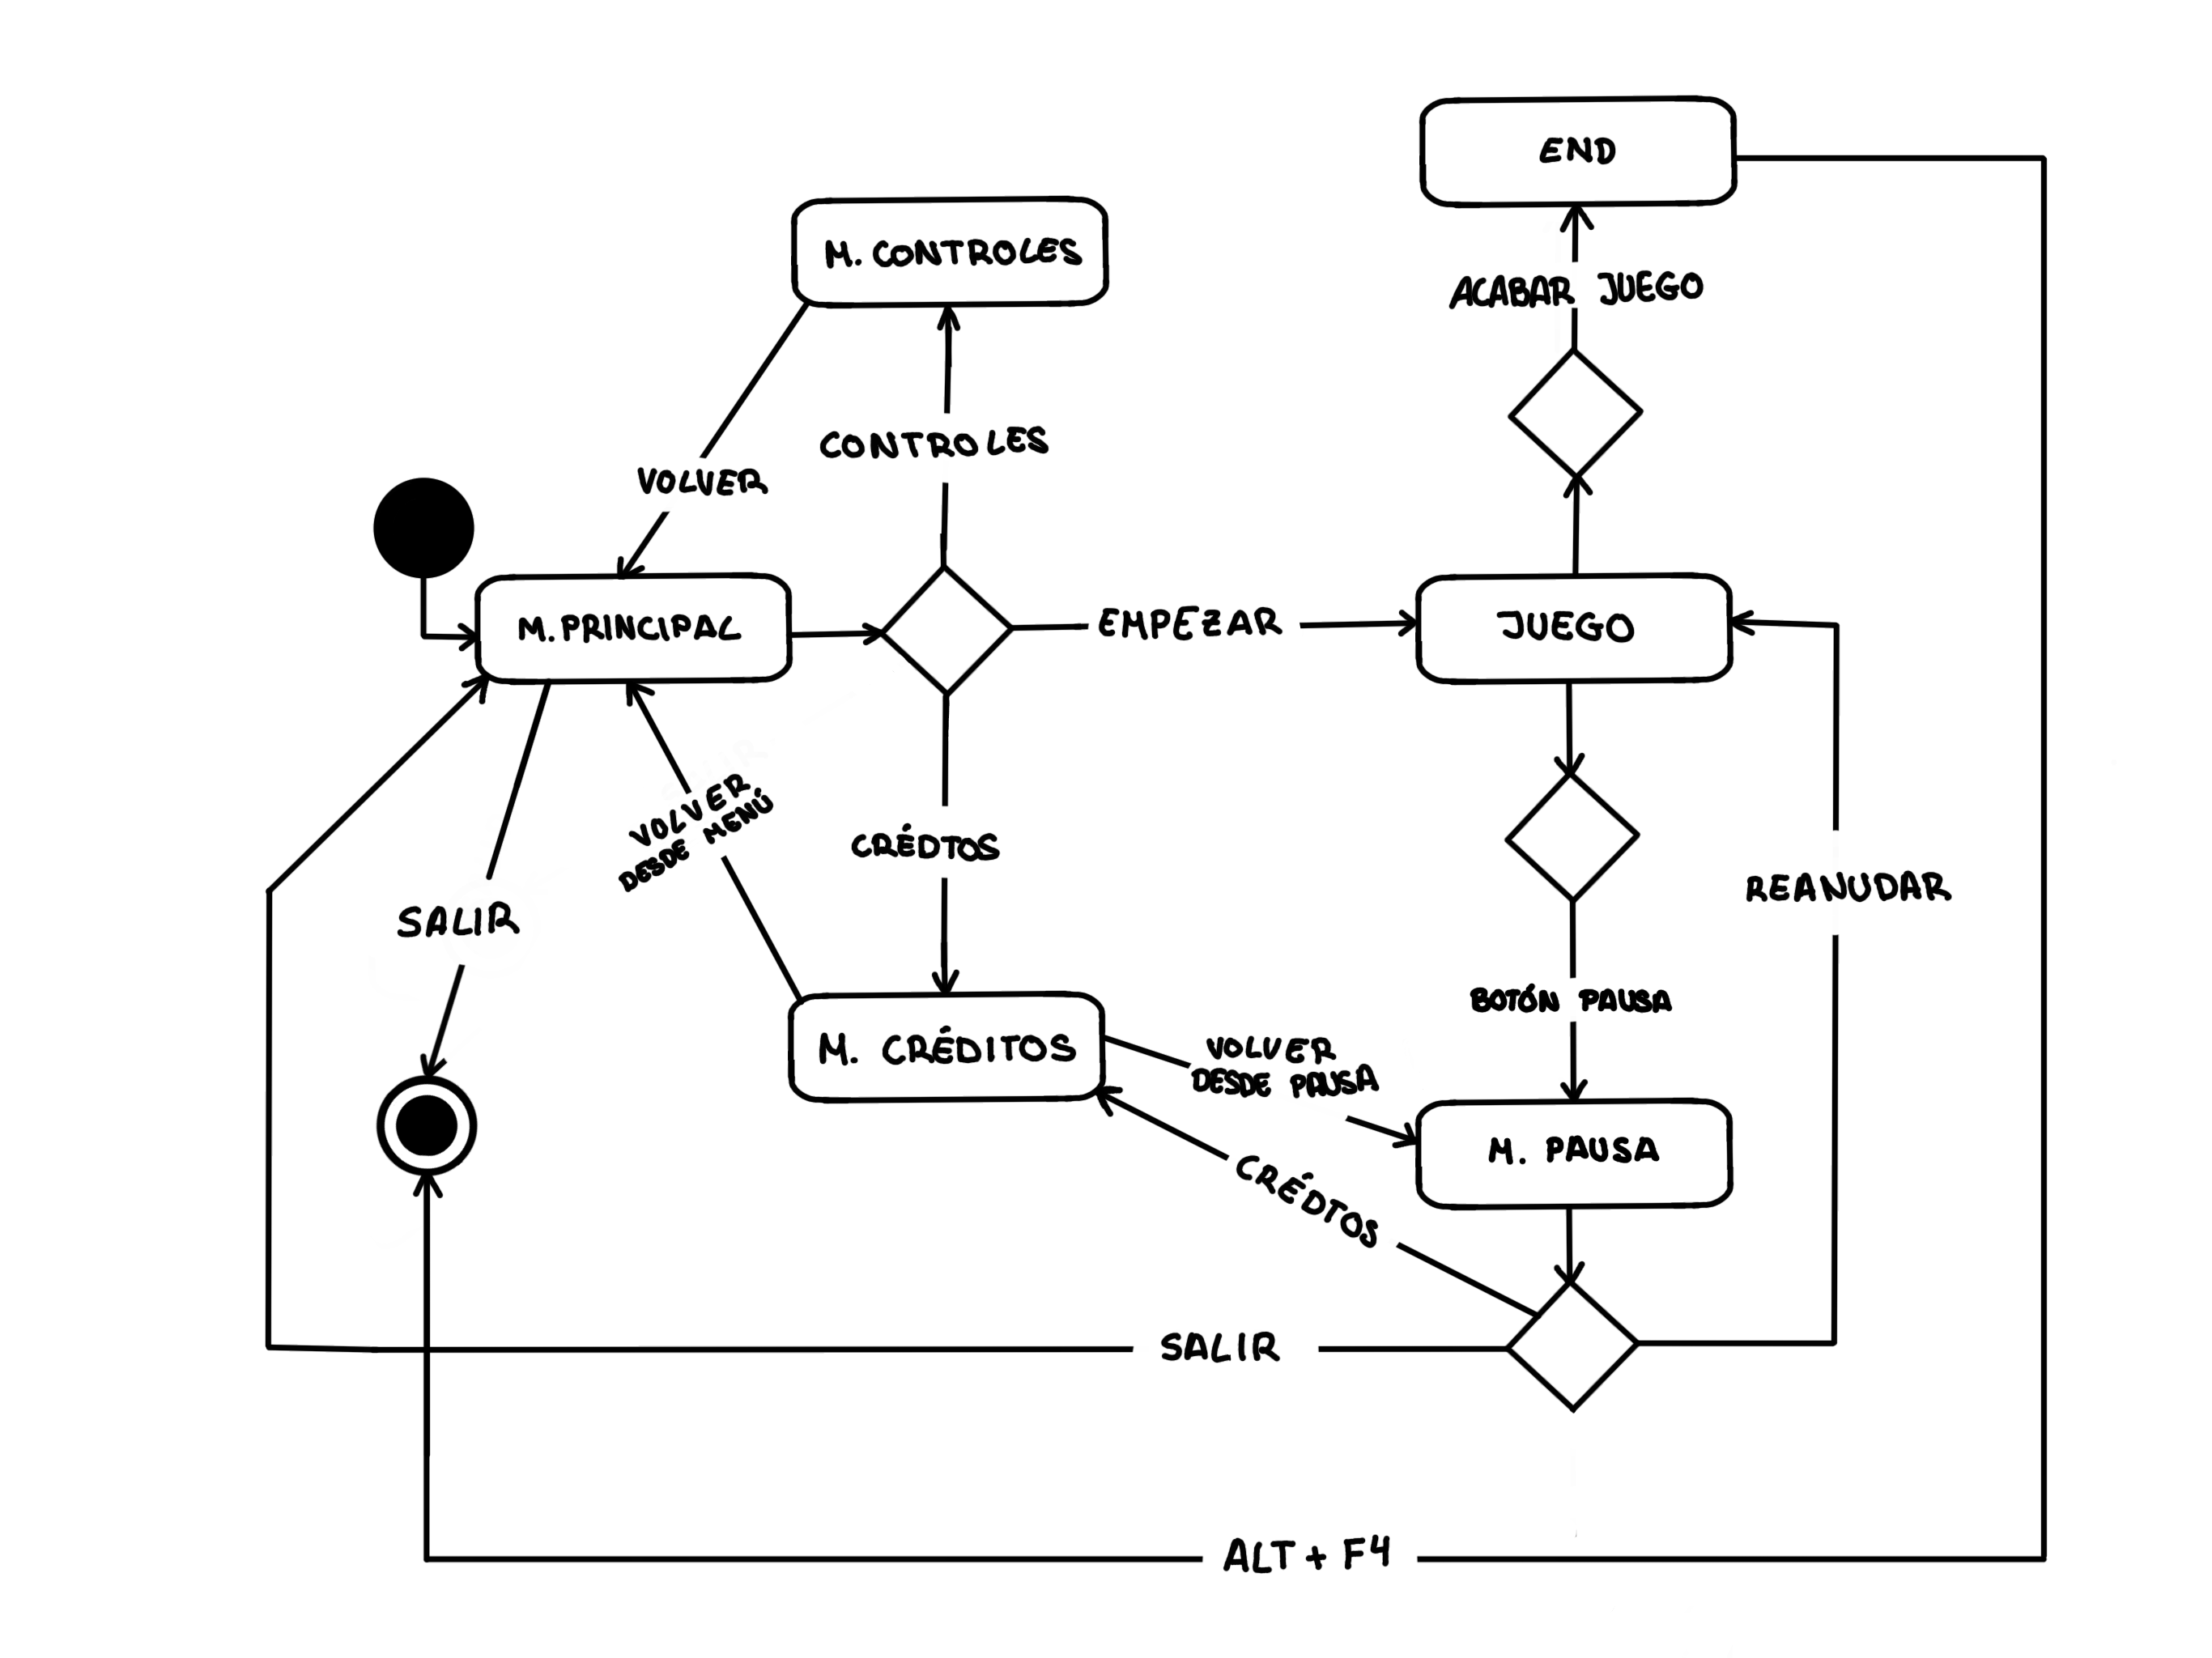 END
M. CONTROLES
ACABAR JUEGO
CONTROLES
VOLVER
M. PRINCIPAL
EMPEZAR
JUEGO
VOLVER
DESDE MENÚ
CRÉDTOS
REANUDAR
SALIR
BOTÓN PAUSA
M. CRÉDITOS
VOLVER
DESDE PAUSA
M. PAUSA
CRÉDTOS
SALIR
ALT + F4